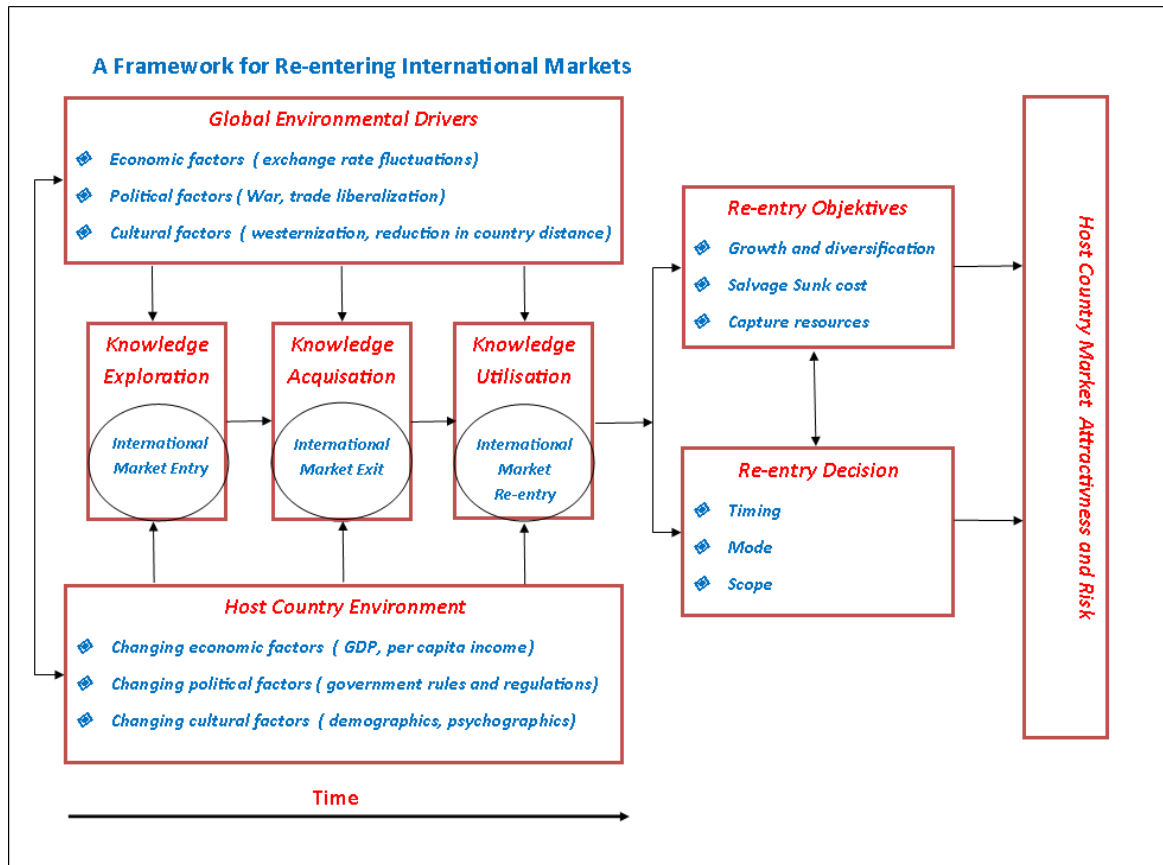 A Framework for Re-entering International Markets
Global Environmental Drivers
Economic factors ( exchange rate fluctuations)
Political factors ( War, trade liberalization)
Cultural factors ( westernization, reduction in country distance)
Knowledge
Exploration
International
Market Entry
Knowledge
Acquisation
International
Market Exit
Knowledge
Utilisation
International
Market
Re-entry
Host Country Environment
Changing economic factors ( GDP, per capita income)
Changing political factors ( government rules and regulations)
Changing cultural factors ( demographics, psychographics)
Time
Re-entry Objektives
Growth and diversification
Salvage Sunk cost
Capture resources
Re-entry Decision
Timing
Mode
Scope
Host Country Market Attractivness and Risk